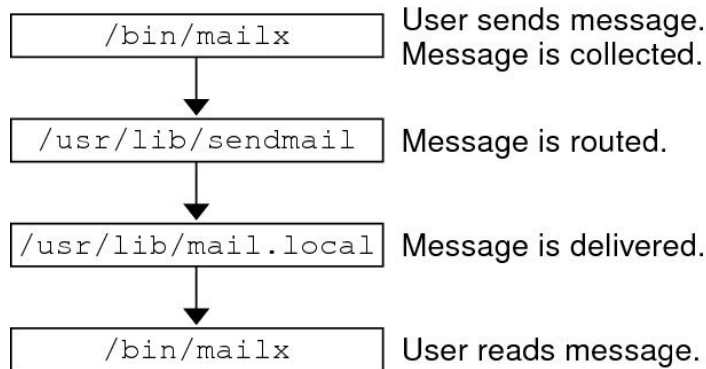 /bin/mailx
User sends message.
Message is collected.
/usr/lib/sendmail
Message is routed.
/usr/lib/mail.local
Message is delivered.
/bin/mailx
User reads message.